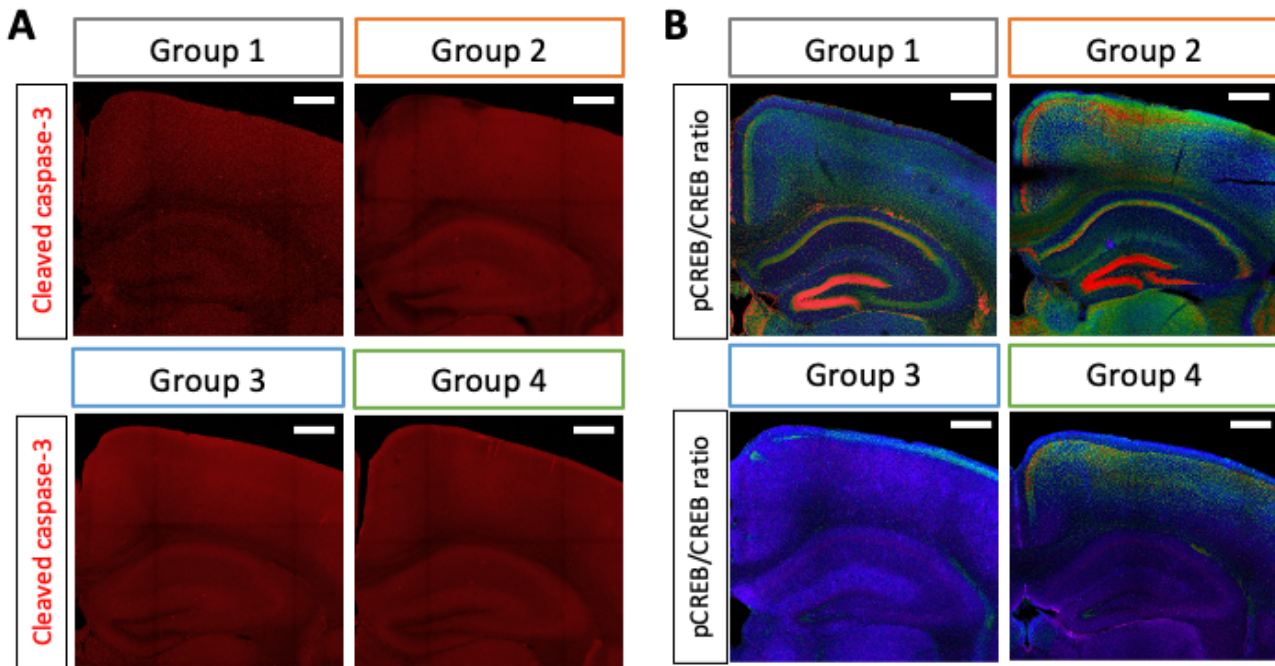 A
B
Group 1
Group 2
Group 1
Group 2
Cleaved caspase-3
pCREB/CREB ratio
Group 3
Group 4
Group 3
Group 4
Cleaved caspase-3
pCREB/CREB ratio